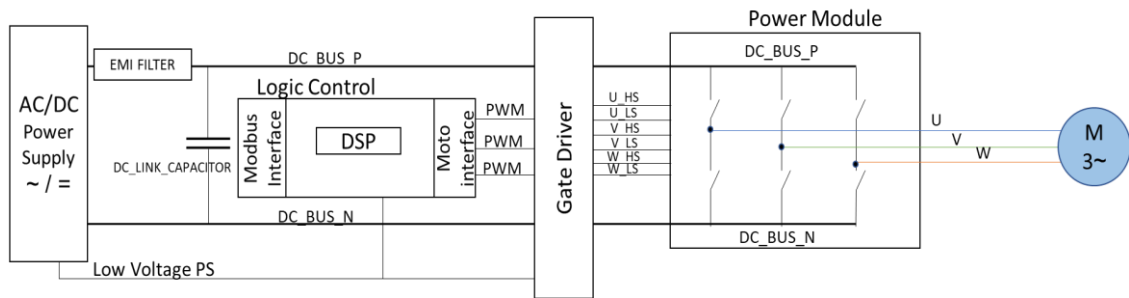 Power Module
DC_BUS_P
DC_BUS_P
EMI FILTER
AC/DC
Power
Supply
~ / =
Logic Control
Modbus
Interface
DSP
Moto
interface
DC_LINK_CAPACITOR
PWM
PWM
PWM
Gate Driver
U_HS
U_LS
V_HS
V_LS
W_HS
W_LS
U
V
W
M
3~
DC_BUS_N
DC_BUS_N
Low Voltage PS